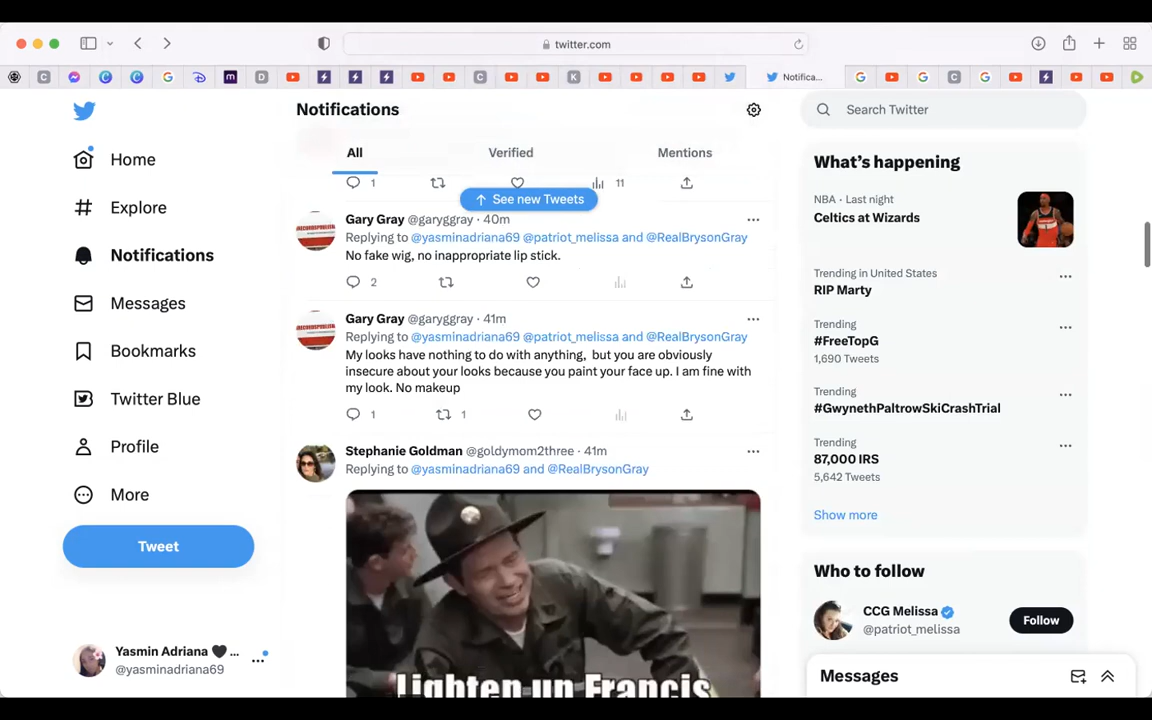 twitter.com
Notifica...
Home
Explore
Notifications
Messages
Bookmarks
Twitter Blue
Profile
More
Tweet
Yasmin Adriana 🖤 ...
@yasminadriana69
Notifications
All
Verified
Mentions
1
11
See new Tweets
Gary Gray @garyggray · 40m
Replying to @yasminadriana69 @patriot_melissa and @RealBrysonGray
No fake wig, no inappropriate lip stick.
2
Gary Gray @garyggray · 41m
Replying to @yasminadriana69 @patriot_melissa and @RealBrysonGray
My looks have nothing to do with anything, but you are obviously
insecure about your looks because you paint your face up. I am fine with
my look. No makeup
1
1
Stephanie Goldman @goldymom2three · 41m
Replying to @yasminadriana69 and @RealBrysonGray
Lighten up Francis
Search Twitter
What's happening
NBA · Last night
Celtics at Wizards
Trending in United States
RIP Marty
Trending
#FreeTopG
1,690 Tweets
Trending
#GwynethPaltrowSkiCrashTrial
Trending
87,000 IRS
5,642 Tweets
Show more
Who to follow
CCG Melissa
@patriot_melissa
Follow
Messages